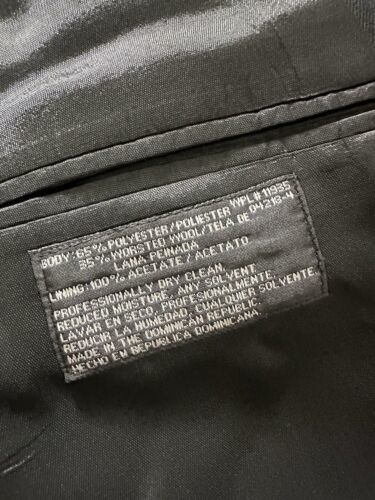 BODY: 65% POLYESTER/POLIESTER WPL#11935
35% WORSTED WOOL/TELA DE 04218-4
LANA PEINADA
LINING: 100% ACETATE/ACETATO
PROFESSIONALLY DRY CLEAN.
REDUCED MOISTURE/ANY SOLVENT.
LAVAR EN SECO, PROFESIONALMENTE.
REDUCIR LA HUMEDAD, CUALQUIER SOLVENTE.
MADE IN THE DOMINICAN REPUBLIC.
HECHO EN REPUBLICA DOMINICANA.